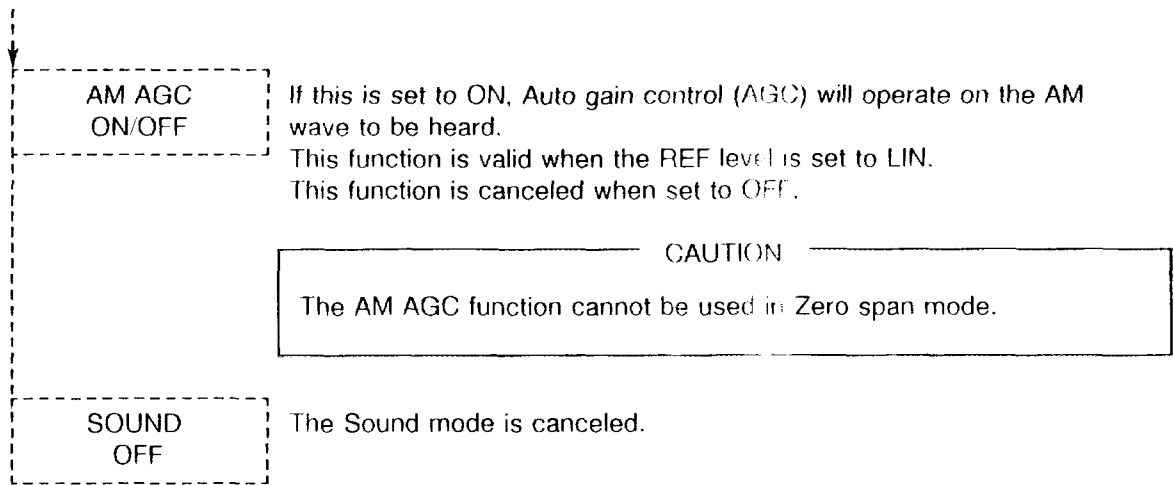 AM AGC
ON/OFF
If this is set to ON, Auto gain control (AGC) will operate on the AM
wave to be heard.
This function is valid when the REF level is set to LIN.
This function is canceled when set to OFF.
CAUTION
The AM AGC function cannot be used in Zero span mode.
SOUND
OFF
The Sound mode is canceled.